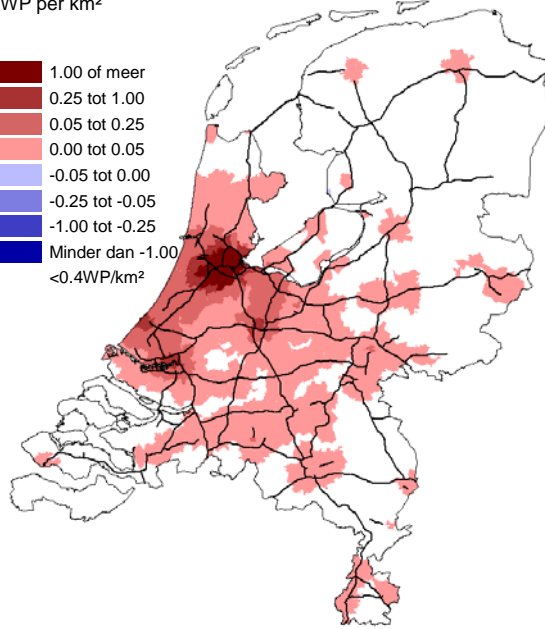 WP per km²
1.00 of meer
0.25 tot 1.00
0.05 tot 0.25
0.00 tot 0.05
-0.05 tot 0.00
-0.25 tot -0.05
-1.00 tot -0.25
Minder dan -1.00
<0.4WP/km²